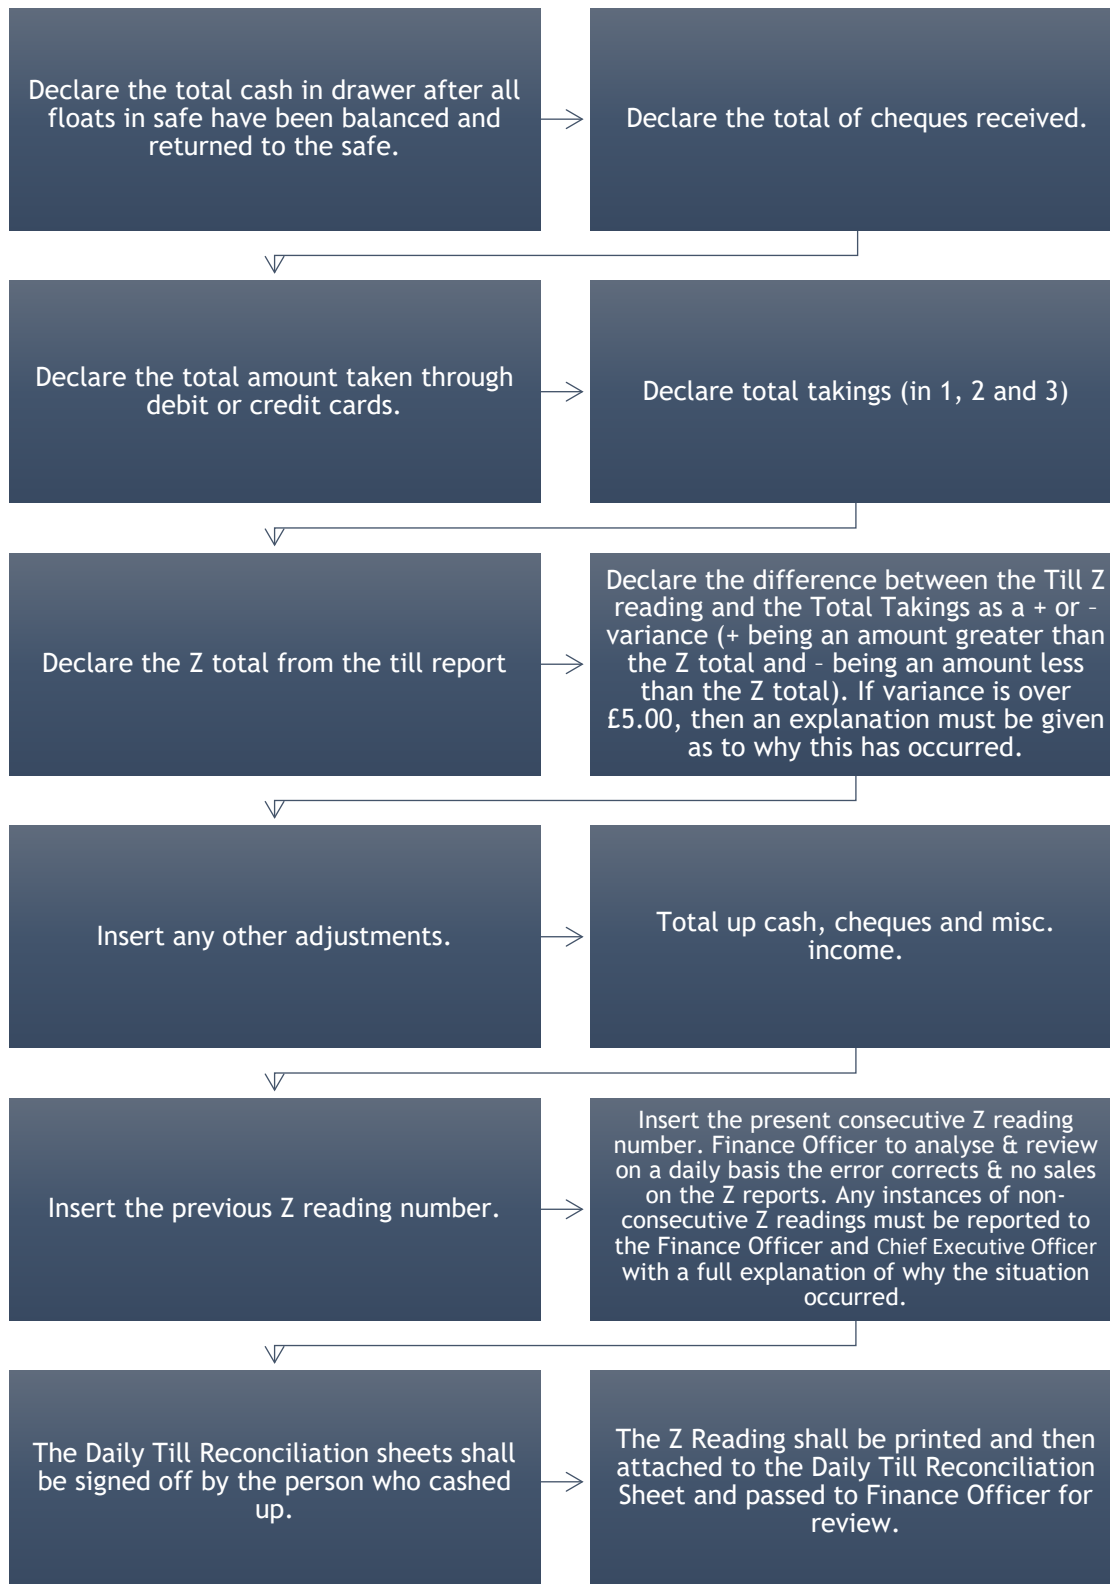 Declare the total cash in drawer after all
floats in safe have been balanced and
returned to the safe.
Declare the total of cheques received.
Declare the total amount taken through
debit or credit cards.
Declare total takings (in 1, 2 and 3)
Declare the Z total from the till report
Declare the difference between the Till Z
reading and the Total Takings as a + or –
variance (+ being an amount greater than
the Z total and – being an amount less
than the Z total). If variance is over
£5.00, then an explanation must be given
as to why this has occurred.
Insert any other adjustments.
Total up cash, cheques and misc.
income.
Insert the previous Z reading number.
Insert the present consecutive Z reading
number. Finance Officer to analyse & review
on a daily basis the error corrects & no sales
on the Z reports. Any instances of non-
consecutive Z readings must be reported to
the Finance Officer and Chief Executive Officer
with a full explanation of why the situation
occurred.
The Daily Till Reconciliation sheets shall
be signed off by the person who cashed
up.
The Z Reading shall be printed and then
attached to the Daily Till Reconciliation
Sheet and passed to Finance Officer for
review.